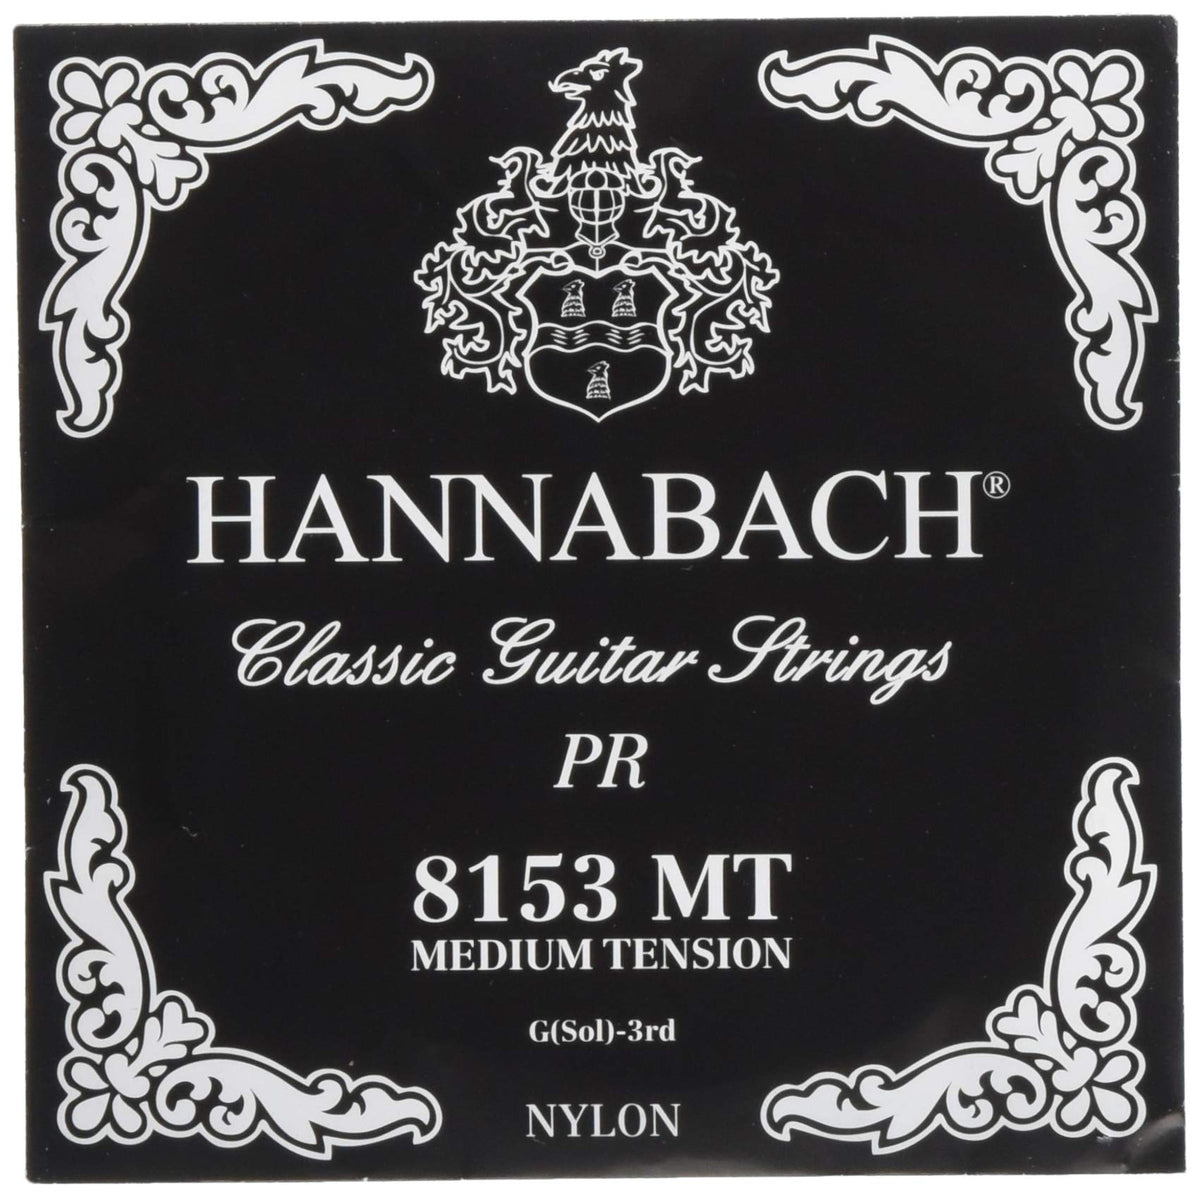 HANNABACH®
Classic Guitar Strings
PR
8153 MT
MEDIUM TENSION
G(Sol)-3rd
NYLON